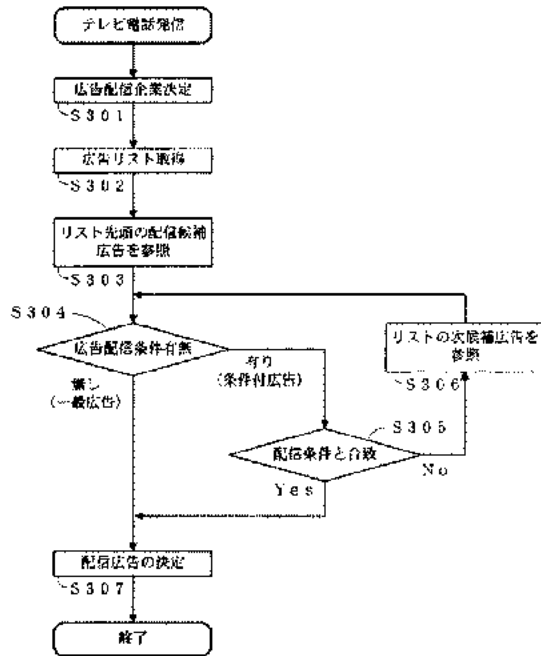 テレビ電話発信
広告配信企業決定
S301
広告リスト取得
S302
リスト先頭の配信候補
広告を参照
S303
S304
広告配信条件有無
有り
(条件付広告)
無し
(一般広告)
リストの次候補広告を
参照
S306
S305
配信条件と合致
No
Yes
配信広告の決定
S307
終了